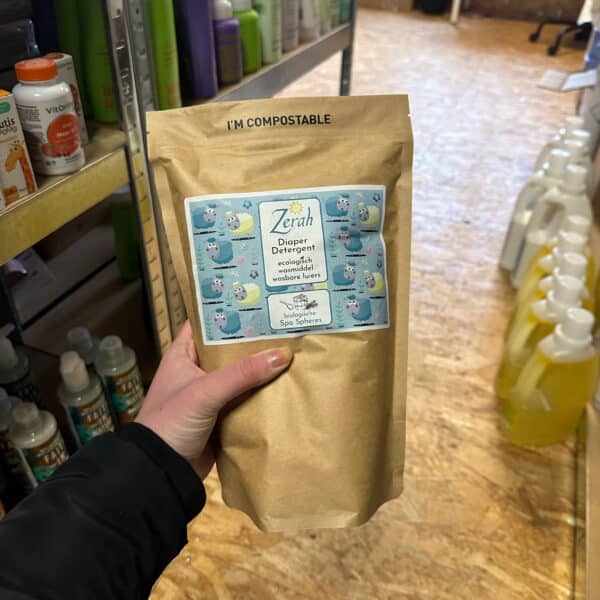 I'M COMPOSTABLE
Zerah
Diaper
Detergent
ecologisch
wasmiddel
wasbare luiers
biologische
Spa Spheres